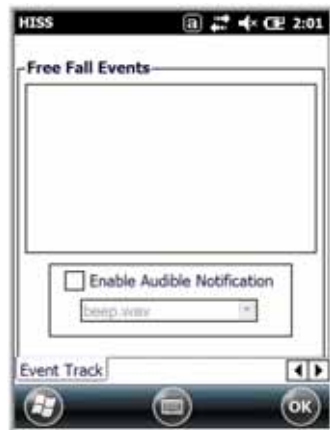 HISS 2:01
Free Fall Events
Enable Audible Notification
beep.wav
Event Track
OK